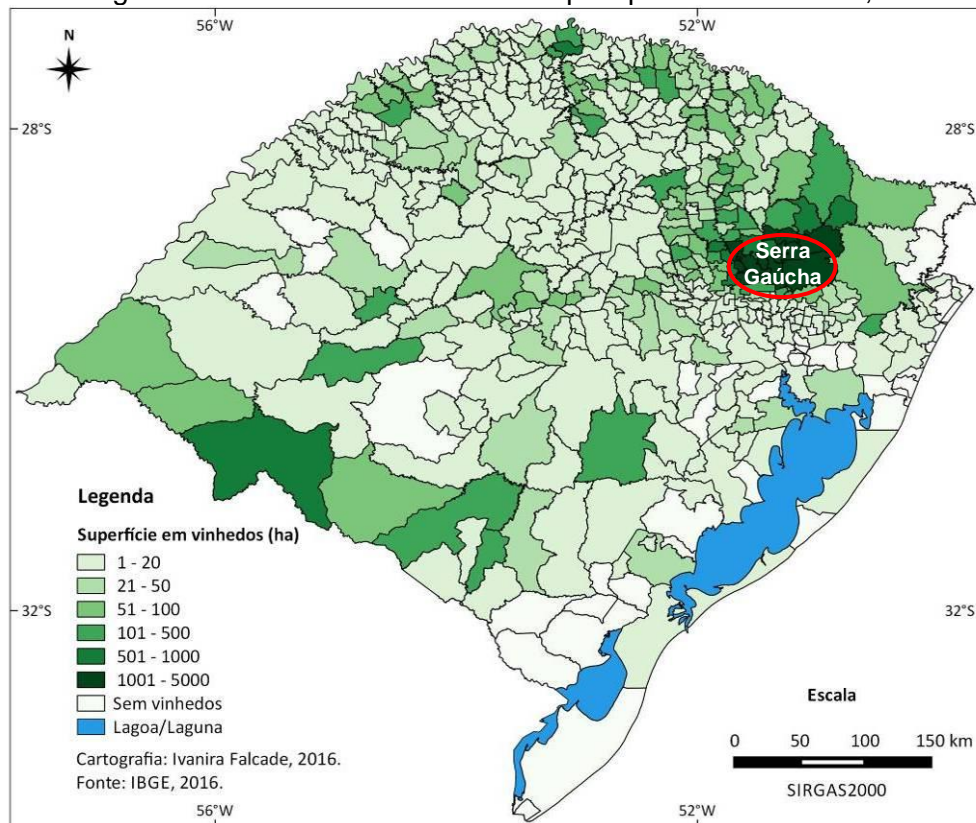 56°W 52°W
N
28°S 28°S
Serra
Gaúcha
Legenda
Superfície em vinhedos (ha)
1 - 20
21 - 50
51 - 100
101 - 500
501 - 1000
1001 - 5000
Sem vinhedos
Lagoa/Laguna
32°S 32°S
Cartografia: Ivanira Falcade, 2016.
Fonte: IBGE, 2016.
Escala
0 50 100 150 km
SIRGAS2000
56°W 52°W